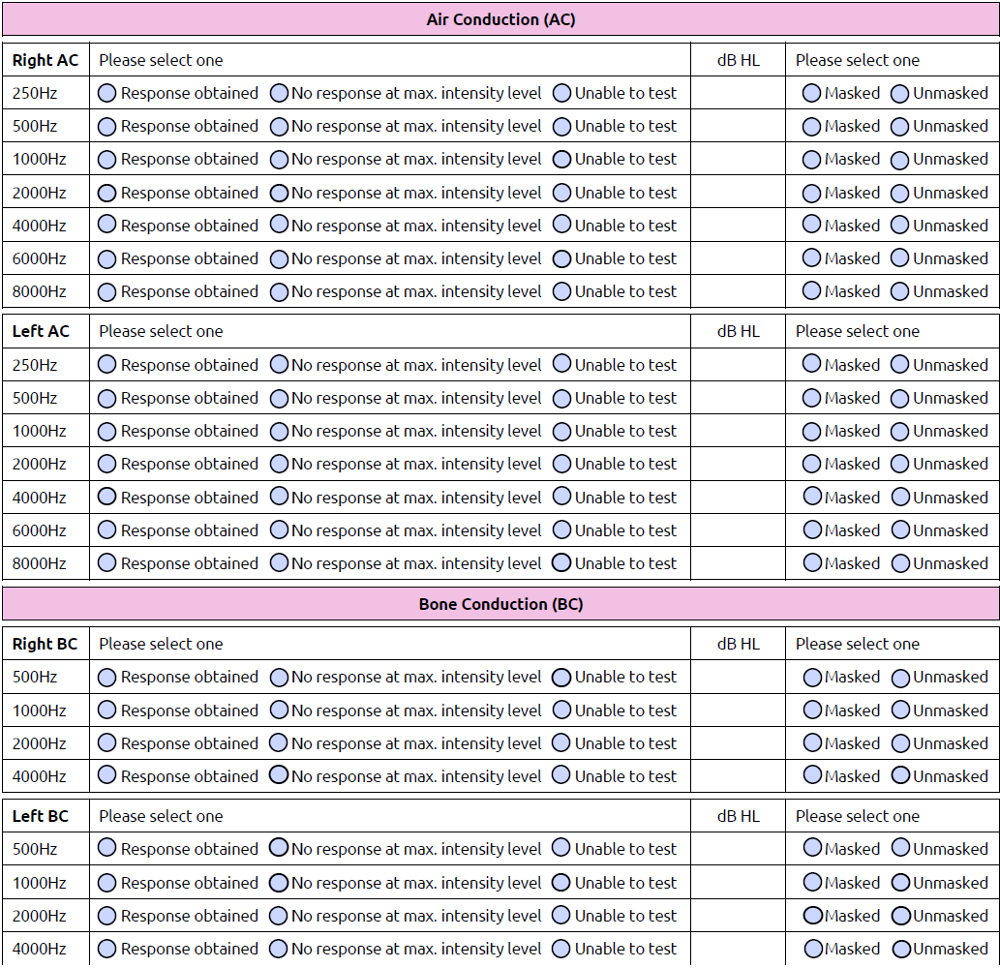 Air Conduction (AC)
Right AC Please select one dB HL Please select one
250Hz Response obtained No response at max. intensity level Unable to test Masked Unmasked
500Hz Response obtained No response at max. intensity level Unable to test Masked Unmasked
1000Hz Response obtained No response at max. intensity level Unable to test Masked Unmasked
2000Hz Response obtained No response at max. intensity level Unable to test Masked Unmasked
4000Hz Response obtained No response at max. intensity level Unable to test Masked Unmasked
6000Hz Response obtained No response at max. intensity level Unable to test Masked Unmasked
8000Hz Response obtained No response at max. intensity level Unable to test Masked Unmasked
Left AC Please select one dB HL Please select one
250Hz Response obtained No response at max. intensity level Unable to test Masked Unmasked
500Hz Response obtained No response at max. intensity level Unable to test Masked Unmasked
1000Hz Response obtained No response at max. intensity level Unable to test Masked Unmasked
2000Hz Response obtained No response at max. intensity level Unable to test Masked Unmasked
4000Hz Response obtained No response at max. intensity level Unable to test Masked Unmasked
6000Hz Response obtained No response at max. intensity level Unable to test Masked Unmasked
8000Hz Response obtained No response at max. intensity level Unable to test Masked Unmasked
Bone Conduction (BC)
Right BC Please select one dB HL Please select one
500Hz Response obtained No response at max. intensity level Unable to test Masked Unmasked
1000Hz Response obtained No response at max. intensity level Unable to test Masked Unmasked
2000Hz Response obtained No response at max. intensity level Unable to test Masked Unmasked
4000Hz Response obtained No response at max. intensity level Unable to test Masked Unmasked
Left BC Please select one dB HL Please select one
500Hz Response obtained No response at max. intensity level Unable to test Masked Unmasked
1000Hz Response obtained No response at max. intensity level Unable to test Masked Unmasked
2000Hz Response obtained No response at max. intensity level Unable to test Masked Unmasked
4000Hz Response obtained No response at max. intensity level Unable to test Masked Unmasked